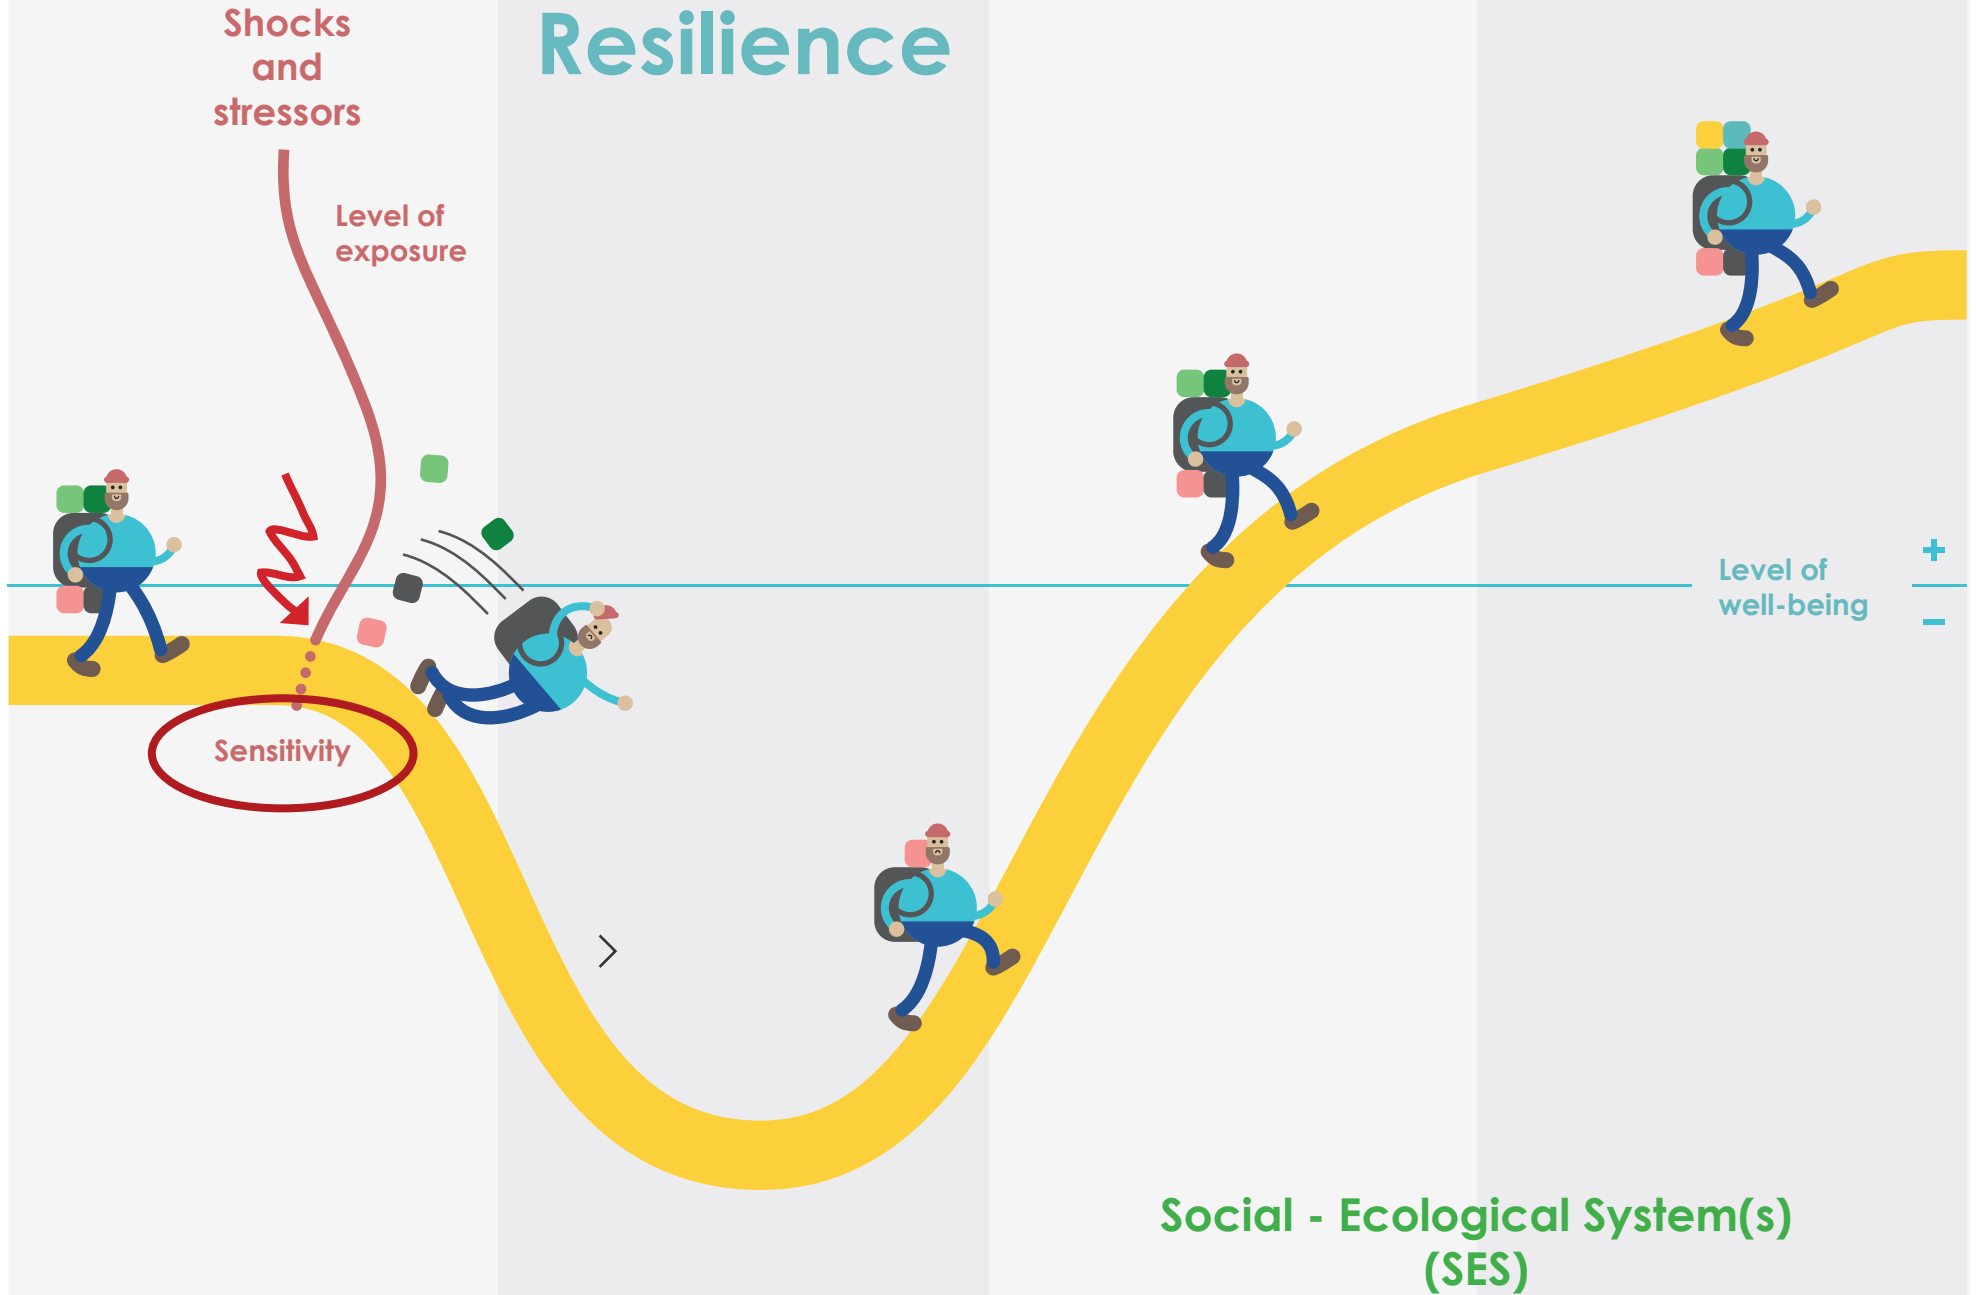 Shocks
and
stressors
Resilience
Level of
exposure
Level of
well-being
+
−
Sensitivity
Social - Ecological System(s)
(SES)